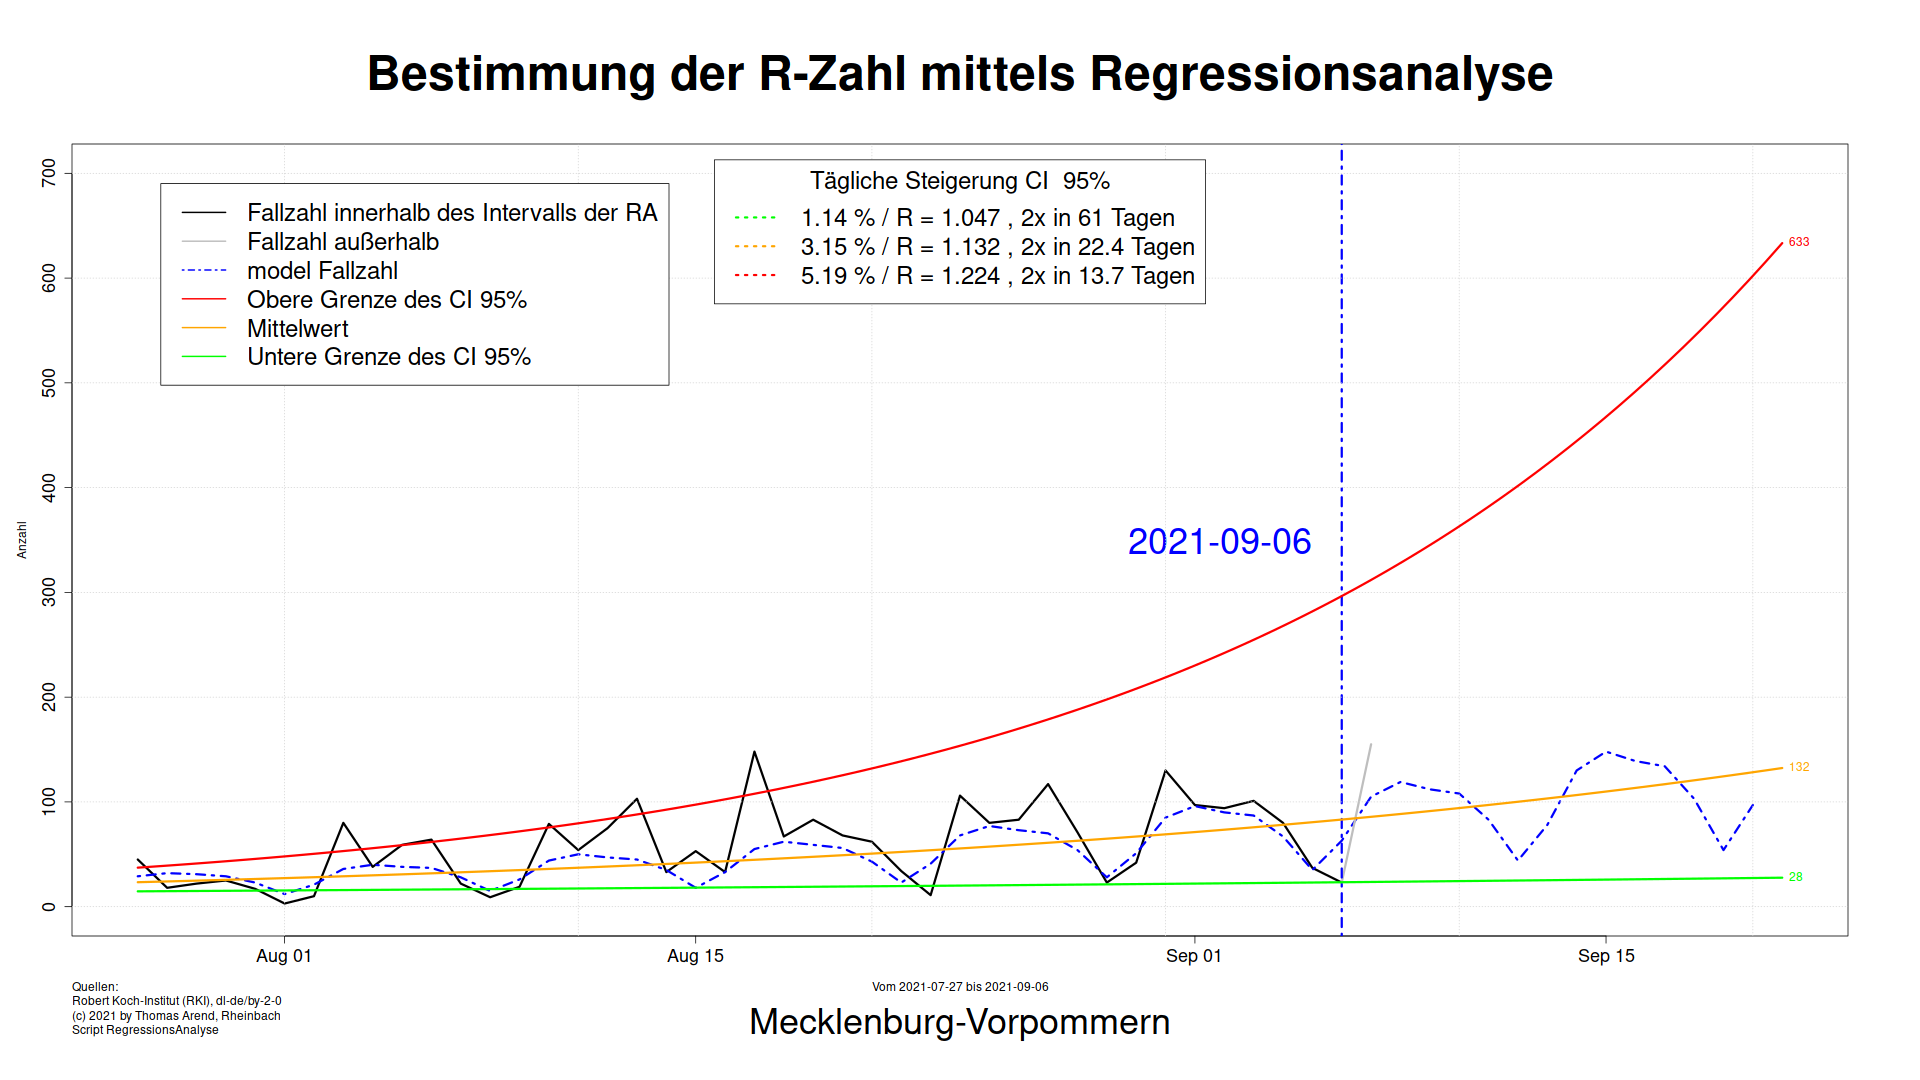 Bestimmung der R-Zahl mittels Regressionsanalyse
Fallzahl innerhalb des Intervalls der RA
Fallzahl außerhalb
model Fallzahl
Obere Grenze des CI 95%
Mittelwert
Untere Grenze des CI 95%
Tägliche Steigerung CI  95%
1.14 % / R = 1.047 , 2x in 61 Tagen
3.15 % / R = 1.132 , 2x in 22.4 Tagen
5.19 % / R = 1.224 , 2x in 13.7 Tagen
700
600
500
400
300
200
100
0
Anzahl
2021-09-06
633
132
28
Aug 01
Aug 15
Sep 01
Sep 15
Quellen:
Robert Koch-Institut (RKI), dl-de/by-2-0
(c) 2021 by Thomas Arend, Rheinbach
Script RegressionsAnalyse
Vom 2021-07-27 bis 2021-09-06
Mecklenburg-Vorpommern